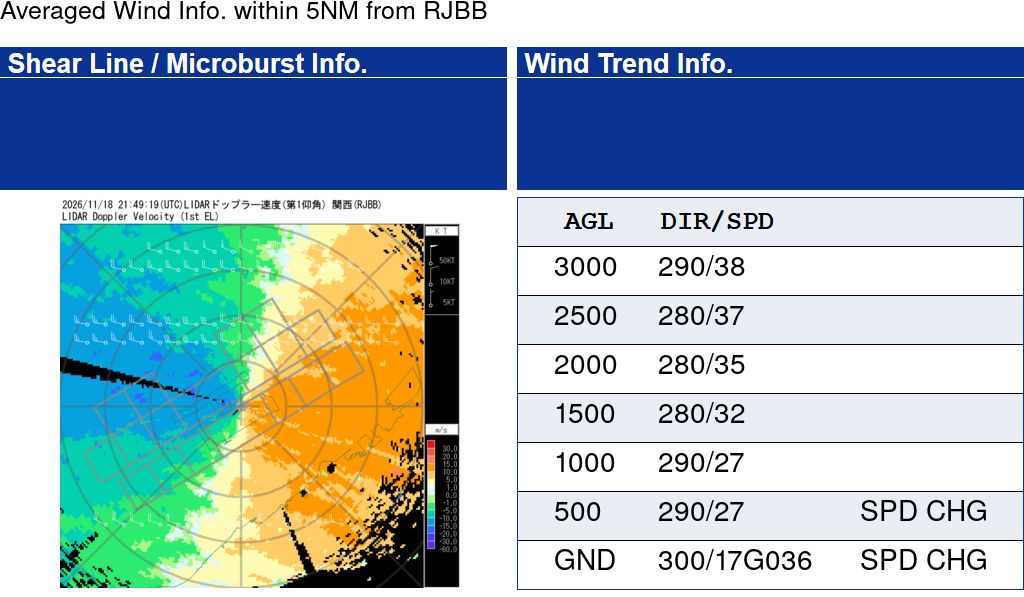 Averaged Wind Info. within 5NM from RJBB
Shear Line / Microburst Info.
Wind Trend Info.
2026/11/18 21:49:19(UTC)LIDARドップラー速度(第1仰角) 関西(RJBB)
LIDAR Doppler Velocity (1st EL)
K T
50KT
10KT
5KT
m/s
30.0
20.0
15.0
10.0
5.0
1.0
0.0
-1.0
-5.0
-10.0
-15.0
-20.0
-30.0
-60.0
AGL DIR/SPD
3000 290/38
2500 280/37
2000 280/35
1500 280/32
1000 290/27
500 290/27 SPD CHG
GND 300/17G036 SPD CHG